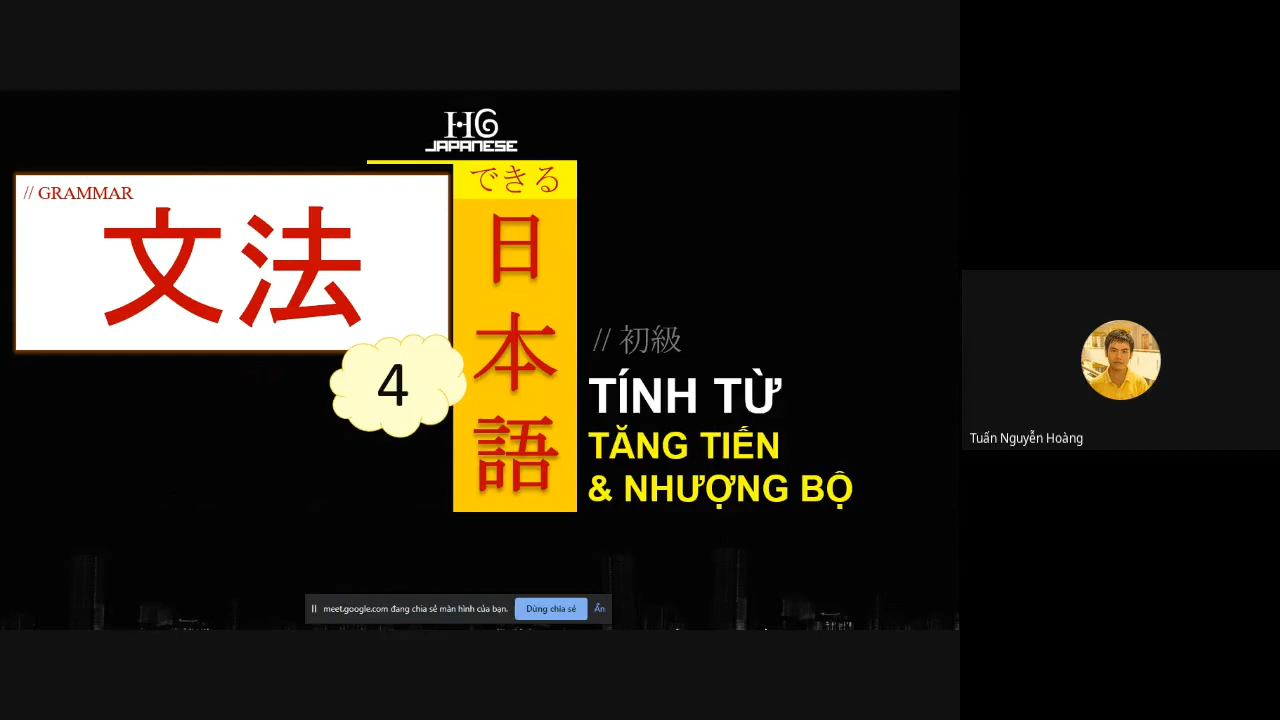 HG
JAPANESE
// GRAMMAR
文法
4
できる
日本語
// 初級
TÍNH TỪ
TĂNG TIẾN
& NHƯỢNG BỘ
meet.google.com đang chia sẻ màn hình của bạn.
Dừng chia sẻ
Ẩn
Tuấn Nguyễn Hoàng